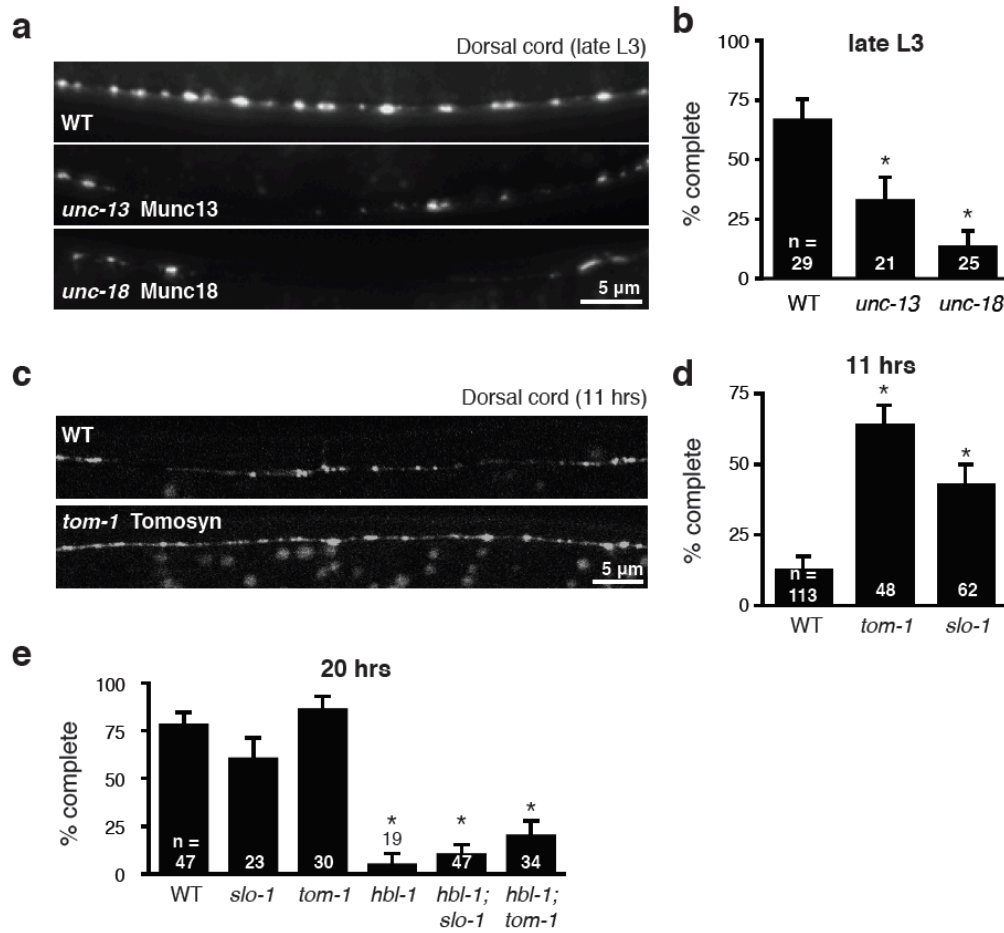 a
Dorsal cord (late L3)
WT
unc-13 Munc13
unc-18 Munc18
5 µm
b
late L3
100
75
50
25
0
% complete
*
*
n =
29
21
25
WT
unc-13
unc-18
c
Dorsal cord (11 hrs)
WT
tom-1 Tomosyn
5 µm
d
11 hrs
75
50
25
0
% complete
*
*
n =
113
48
62
WT
tom-1
slo-1
e
20 hrs
100
75
50
25
0
% complete
*
*
*
n =
47
23
30
19
47
34
WT
slo-1
tom-1
hbl-1
hbl-1;
slo-1
hbl-1;
tom-1